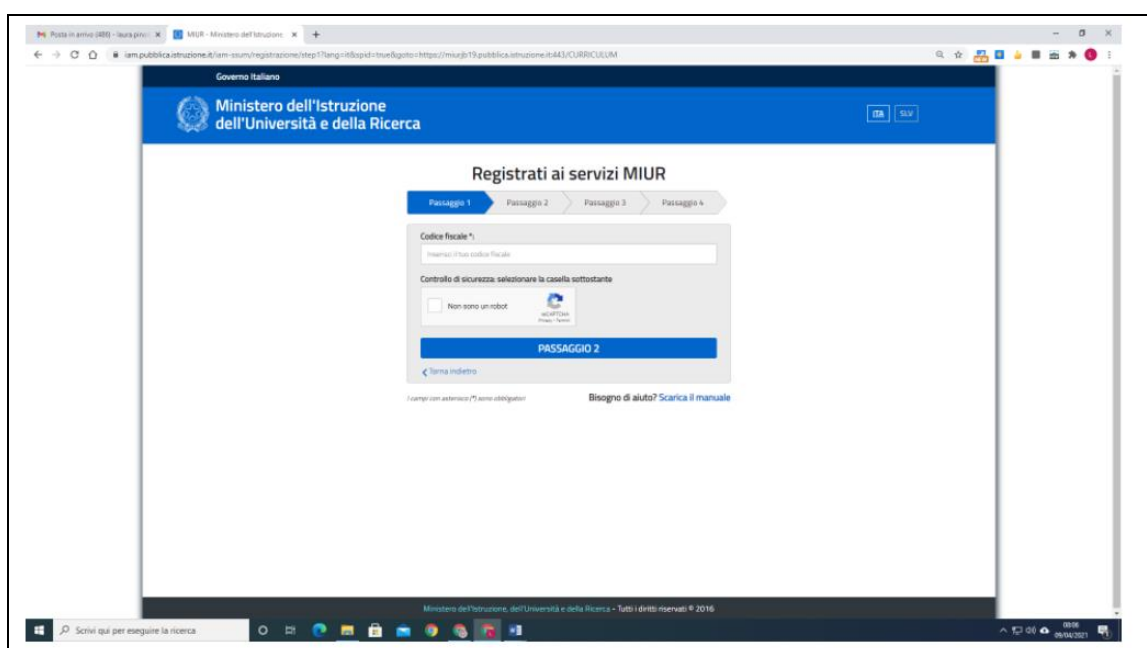 Posta in arrivo (488) - laura.pinci
MIUR - Ministero dell'Istruzione
iam.pubblica.istruzione.it/iam-ssum/registrazione/step1?lang=it&spid=true&goto=https://miurjb19.pubblica.istruzione.it:443/CURRICULUM
Governo Italiano
Ministero dell'Istruzione
dell'Università e della Ricerca
ITA SLV
Registrati ai servizi MIUR
Passaggio 1 Passaggio 2 Passaggio 3 Passaggio 4
Codice fiscale *:
Inserisci il tuo codice fiscale
Controllo di sicurezza: selezionare la casella sottostante
Non sono un robot
reCAPTCHA
Privacy - Termini
PASSAGGIO 2
Torna indietro
I campi con asterisco (*) sono obbligatori
Bisogno di aiuto? Scarica il manuale
Ministero dell'Istruzione, dell'Università e della Ricerca - Tutti i diritti riservati © 2016
Scrivi qui per eseguire la ricerca
09/04/2021